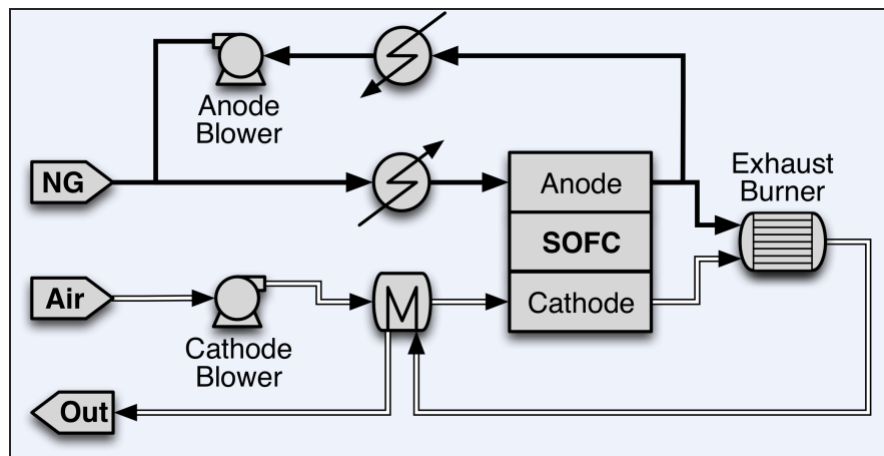 Anode
Blower
NG
Anode
Exhaust
Burner
SOFC
Air
Cathode
Cathode
Blower
Out